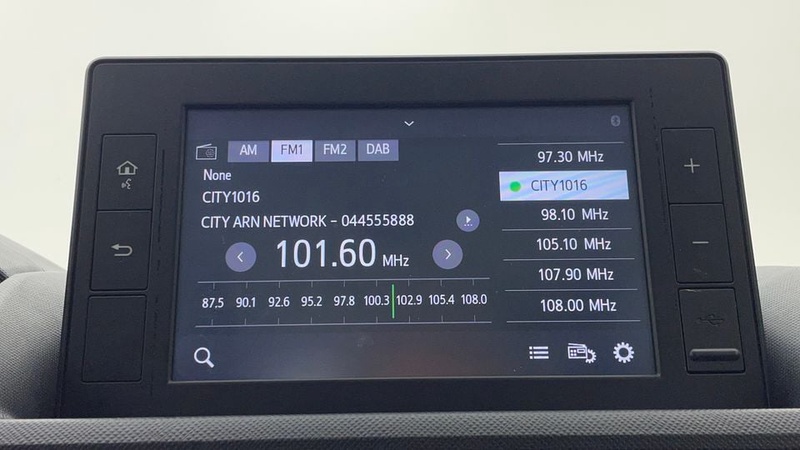 AM FM1 FM2 DAB
None
CITY1016
CITY ARN NETWORK - 044555888
101.60 MHz
87.5 90.1 92.6 95.2 97.8 100.3 102.9 105.4 108.0
97.30 MHz
CITY1016
98.10 MHz
105.10 MHz
107.90 MHz
108.00 MHz